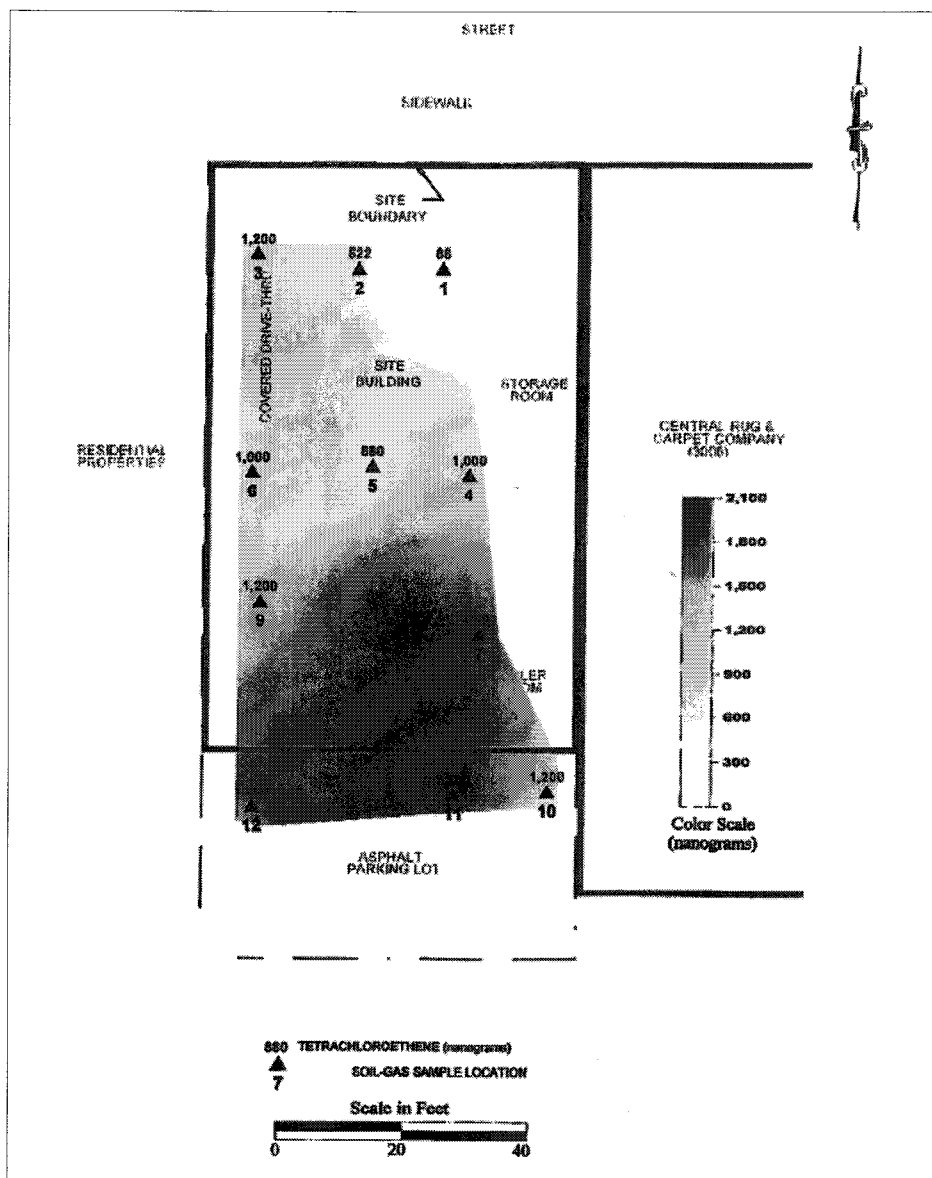 STREET
SIDEWALK
SITE
BOUNDARY
1,200
3
522
2
1
COVERED DRIVE-THRU
SITE
BUILDING
STORAGE
ROOM
RESIDENTIAL
PROPERTIES
CENTRAL RUG &
CARPET COMPANY
1,000
6
880
5
1,000
4
1,200
9
2,100
1,800
1,500
1,200
900
600
300
0
Color Scale
(nanograms)
12
11
1,200
10
ASPHALT
PARKING LOT
880 TETRACHLOROETHENE (nanograms)
SOIL-GAS SAMPLE LOCATION
7
Scale in Feet
0 20 40